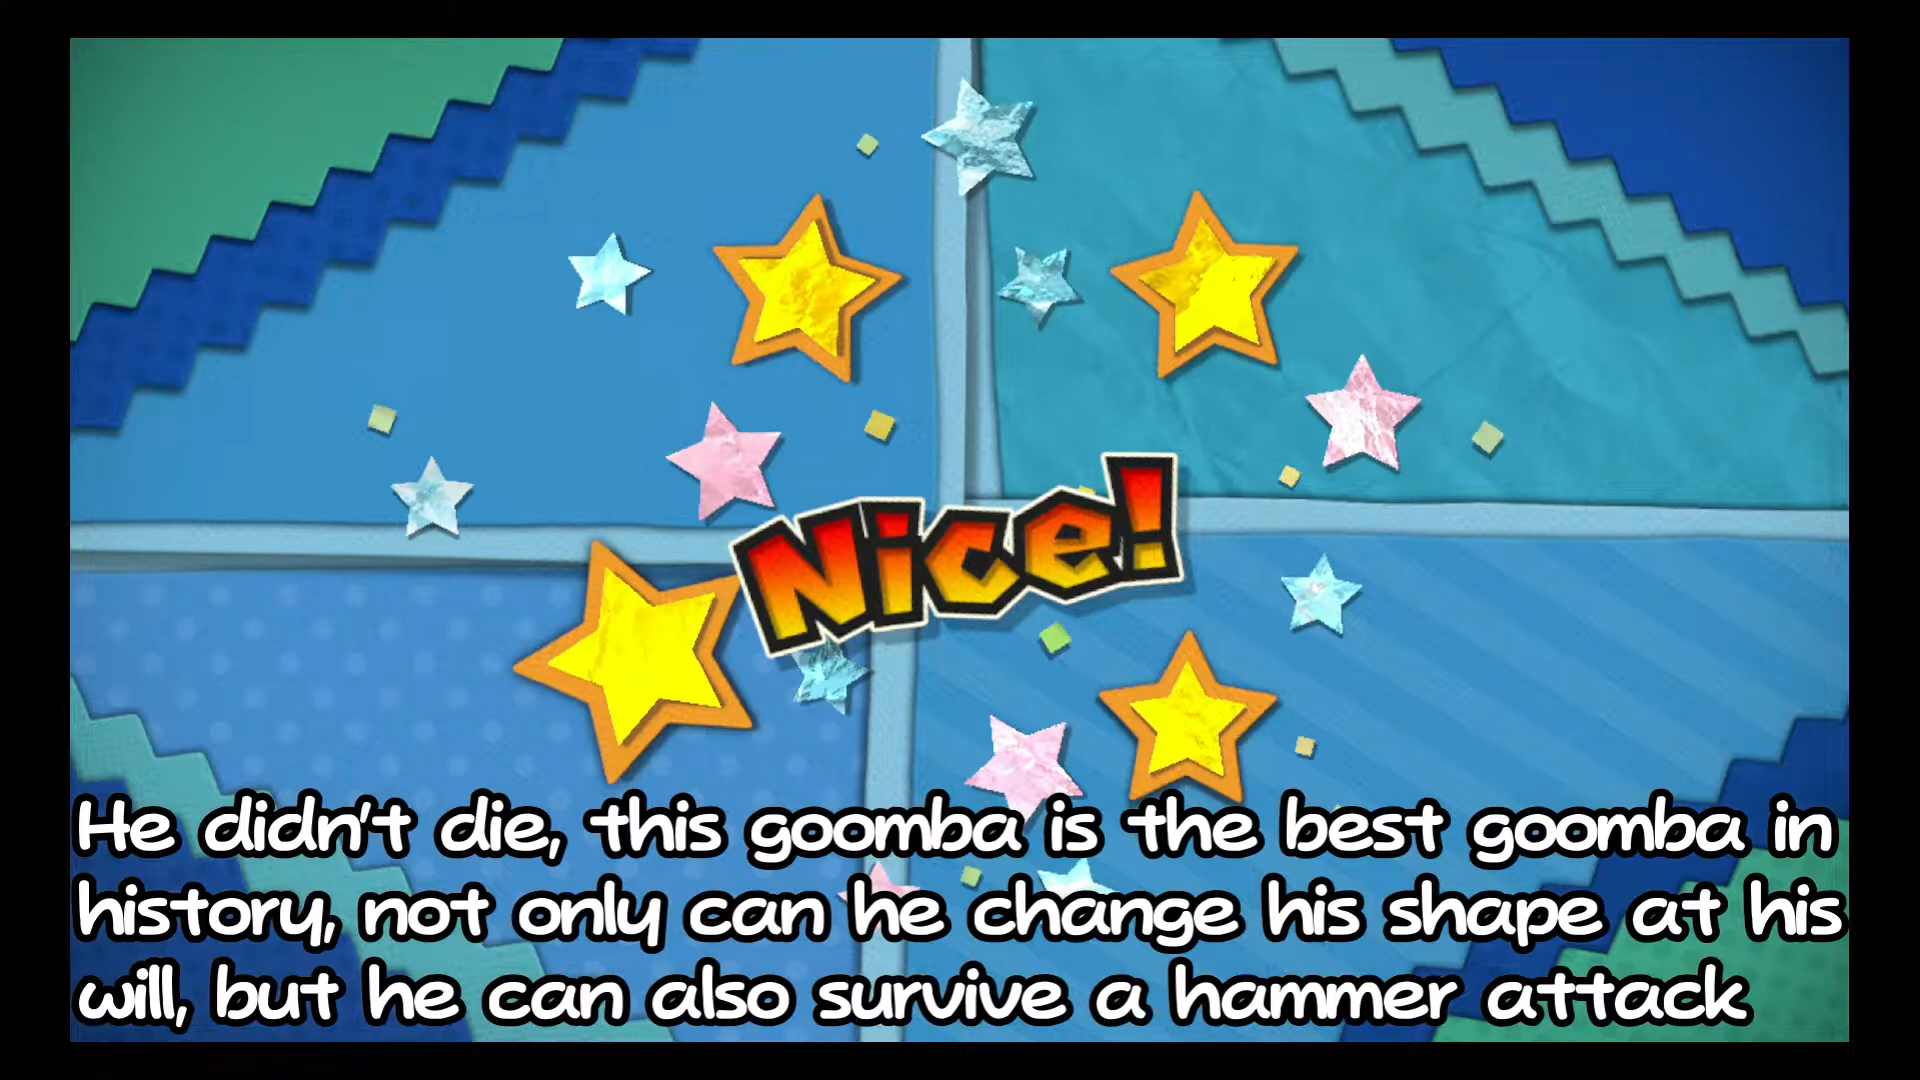 Nice!
He didn't die, this goomba is the best goomba in
history, not only can he change his shape at his
will, but he can also survive a hammer attack